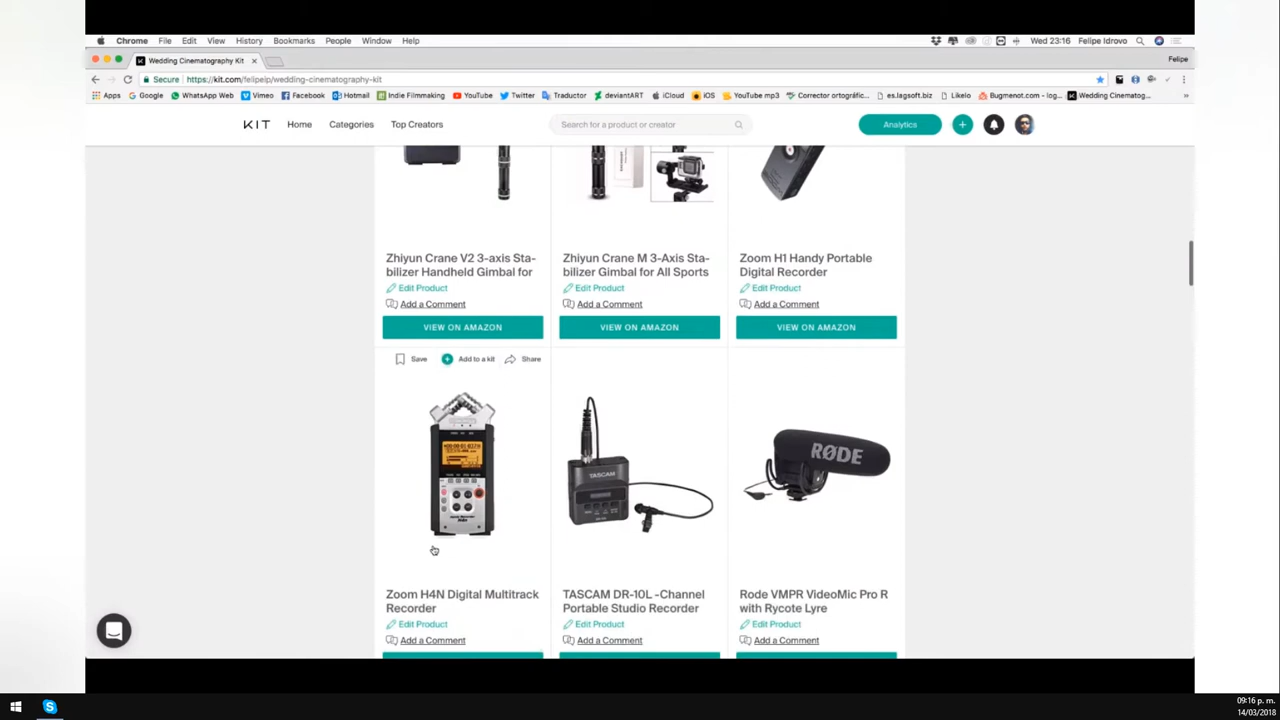 Chrome File Edit View History Bookmarks People Window Help Wed 23:16 Felipe Idrovo
Wedding Cinematography Kit Felipe
Secure https://kit.com/felipeip/wedding-cinematography-kit
Apps Google WhatsApp Web Vimeo Facebook Hotmail Indie Filmmaking YouTube Twitter Traductor deviantART iCloud iOS YouTube mp3 Corrector ortográfic... es.lagsoft.biz Likelo Bugmenot.com - log... Wedding Cinematog... »
KIT Home Categories Top Creators Search for a product or creator Analytics
Zhiyun Crane V2 3-axis Sta-
bilizer Handheld Gimbal for
Edit Product
Add a Comment
VIEW ON AMAZON
Zhiyun Crane M 3-Axis Sta-
bilizer Gimbal for All Sports
Edit Product
Add a Comment
VIEW ON AMAZON
Zoom H1 Handy Portable
Digital Recorder
Edit Product
Add a Comment
VIEW ON AMAZON
Save Add to a kit Share
TASCAM
RØDE
Zoom H4N Digital Multitrack
Recorder
Edit Product
Add a Comment
TASCAM DR-10L -Channel
Portable Studio Recorder
Edit Product
Add a Comment
Rode VMPR VideoMic Pro R
with Rycote Lyre
Edit Product
Add a Comment
09:16 p. m.
14/03/2018